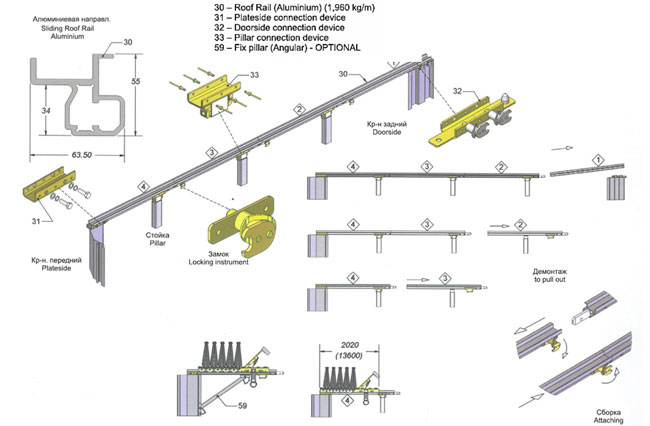 30 – Roof Rail (Aluminium) (1,960 kg/m)
31 – Plateside connection device
32 – Doorside connection device
33 – Pillar connection device
59 – Fix pillar (Angular) - OPTIONAL
Алюминиевая направл.
Sliding Roof Rail
Aluminium
30
55
34
63.50
33
30
2
32
3
Кр-н задний
Doorside
4
31
Кр-н. передний
Plateside
Стойка
Pillar
Замок
Locking instrument
4
3
2
1
4
3
2
4
3
Демонтаж
to pull out
59
2020
(13600)
4
Сборка
Attaching